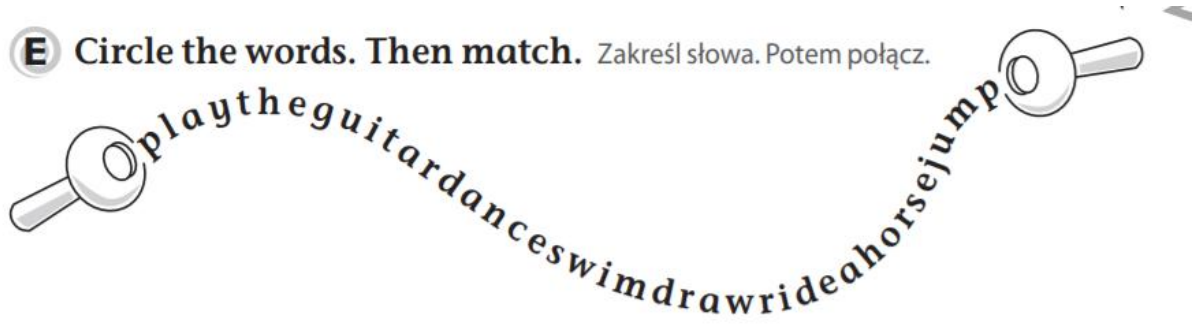 E Circle the words. Then match. Zakreśl słowa. Potem połącz.
playtheguitardanceswimdrawrideahorsejump